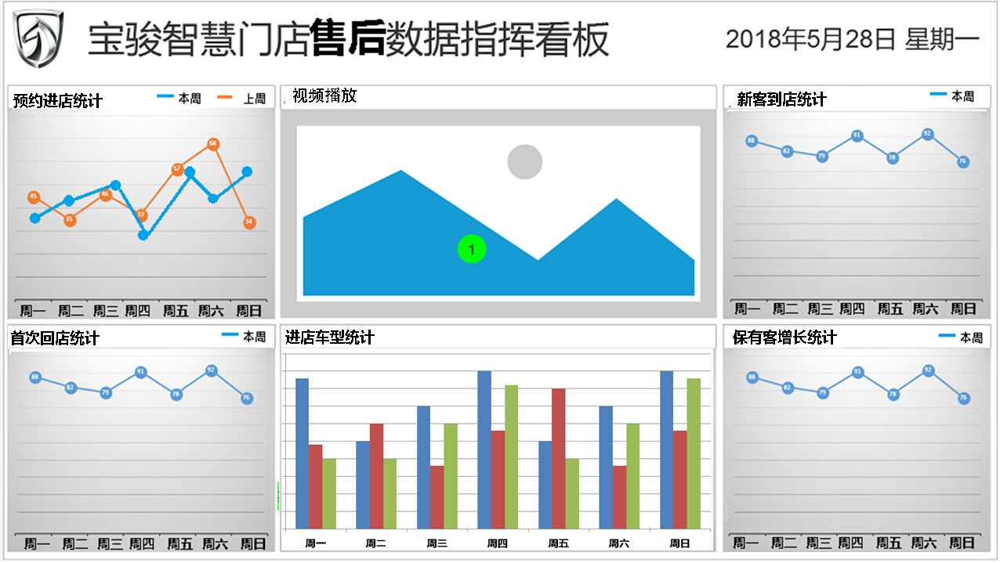 宝骏智慧门店售后数据指挥看板
2018年5月28日 星期一
预约进店统计
本周
上周
45
35
46
37
57
68
34
周一 周二 周三 周四 周五 周六 周日
视频播放
1
新客到店统计
本周
88
82
79
91
78
92
76
周一 周二 周三 周四 周五 周六 周日
首次回店统计
本周
88
82
79
91
78
92
76
周一 周二 周三 周四 周五 周六 周日
进店车型统计
周一 周二 周三 周四 周五 周六 周日
保有客增长统计
本周
88
82
79
91
78
92
76
周一 周二 周三 周四 周五 周六 周日